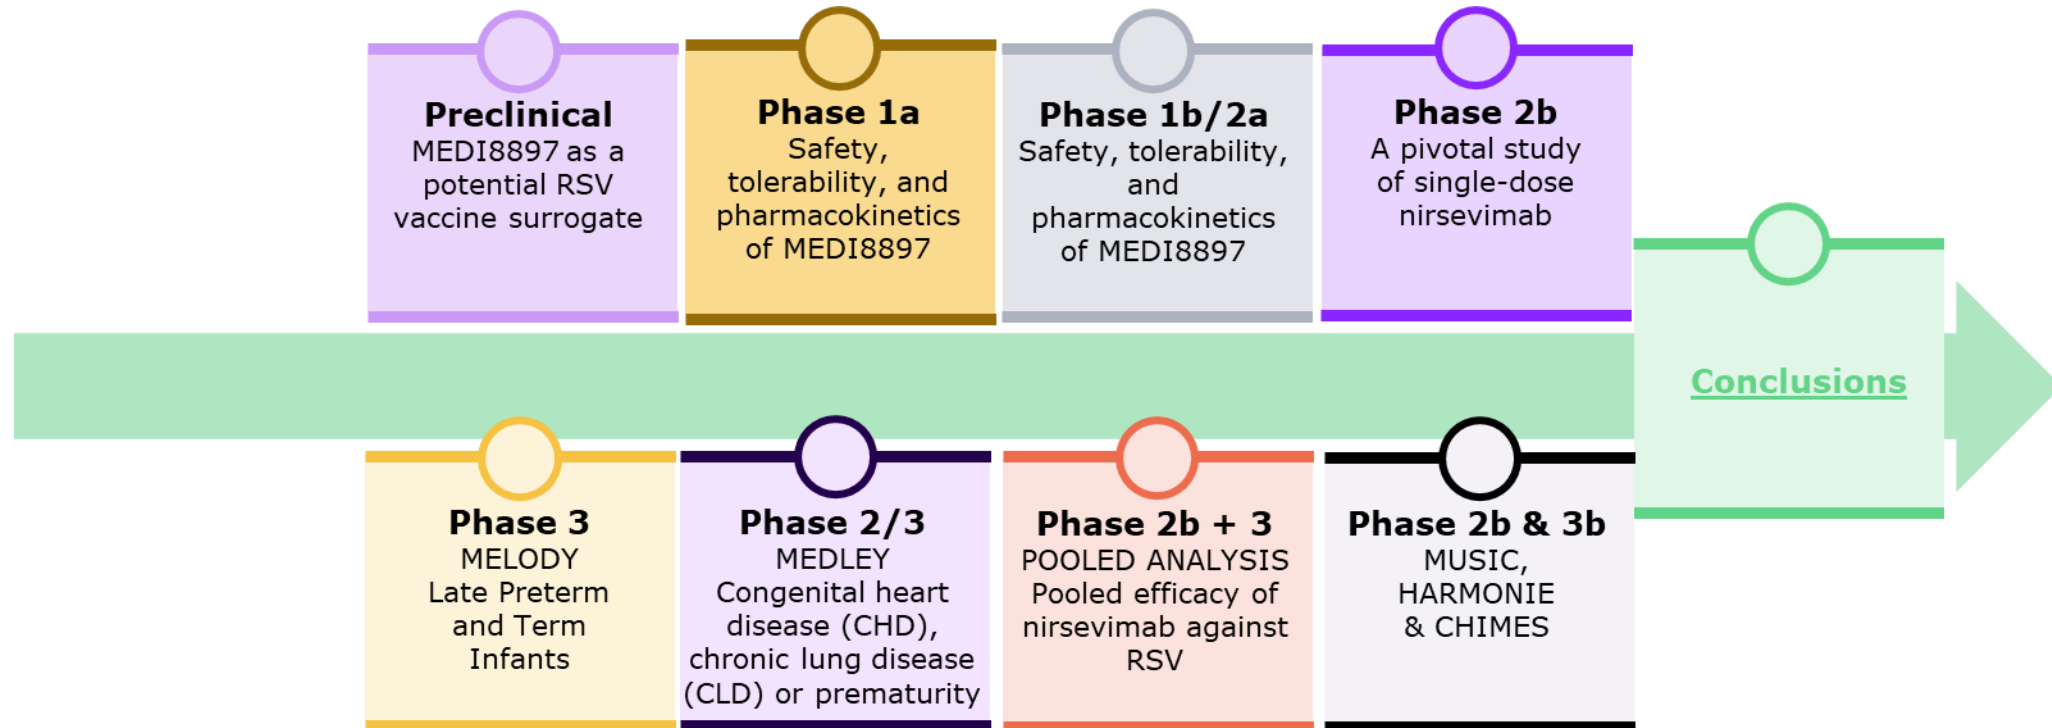 Preclinical
MEDI8897 as a
potential RSV
vaccine surrogate
Phase 1a
Safety,
tolerability, and
pharmacokinetics
of MEDI8897
Phase 1b/2a
Safety, tolerability,
and
pharmacokinetics
of MEDI8897
Phase 2b
A pivotal study
of single-dose
nirsevimab
Conclusions
Phase 3
MELODY
Late Preterm
and Term
Infants
Phase 2/3
MEDLEY
Congenital heart
disease (CHD),
chronic lung disease
(CLD) or prematurity
Phase 2b + 3
POOLED ANALYSIS
Pooled efficacy of
nirsevimab against
RSV
Phase 2b & 3b
MUSIC,
HARMONIE
& CHIMES